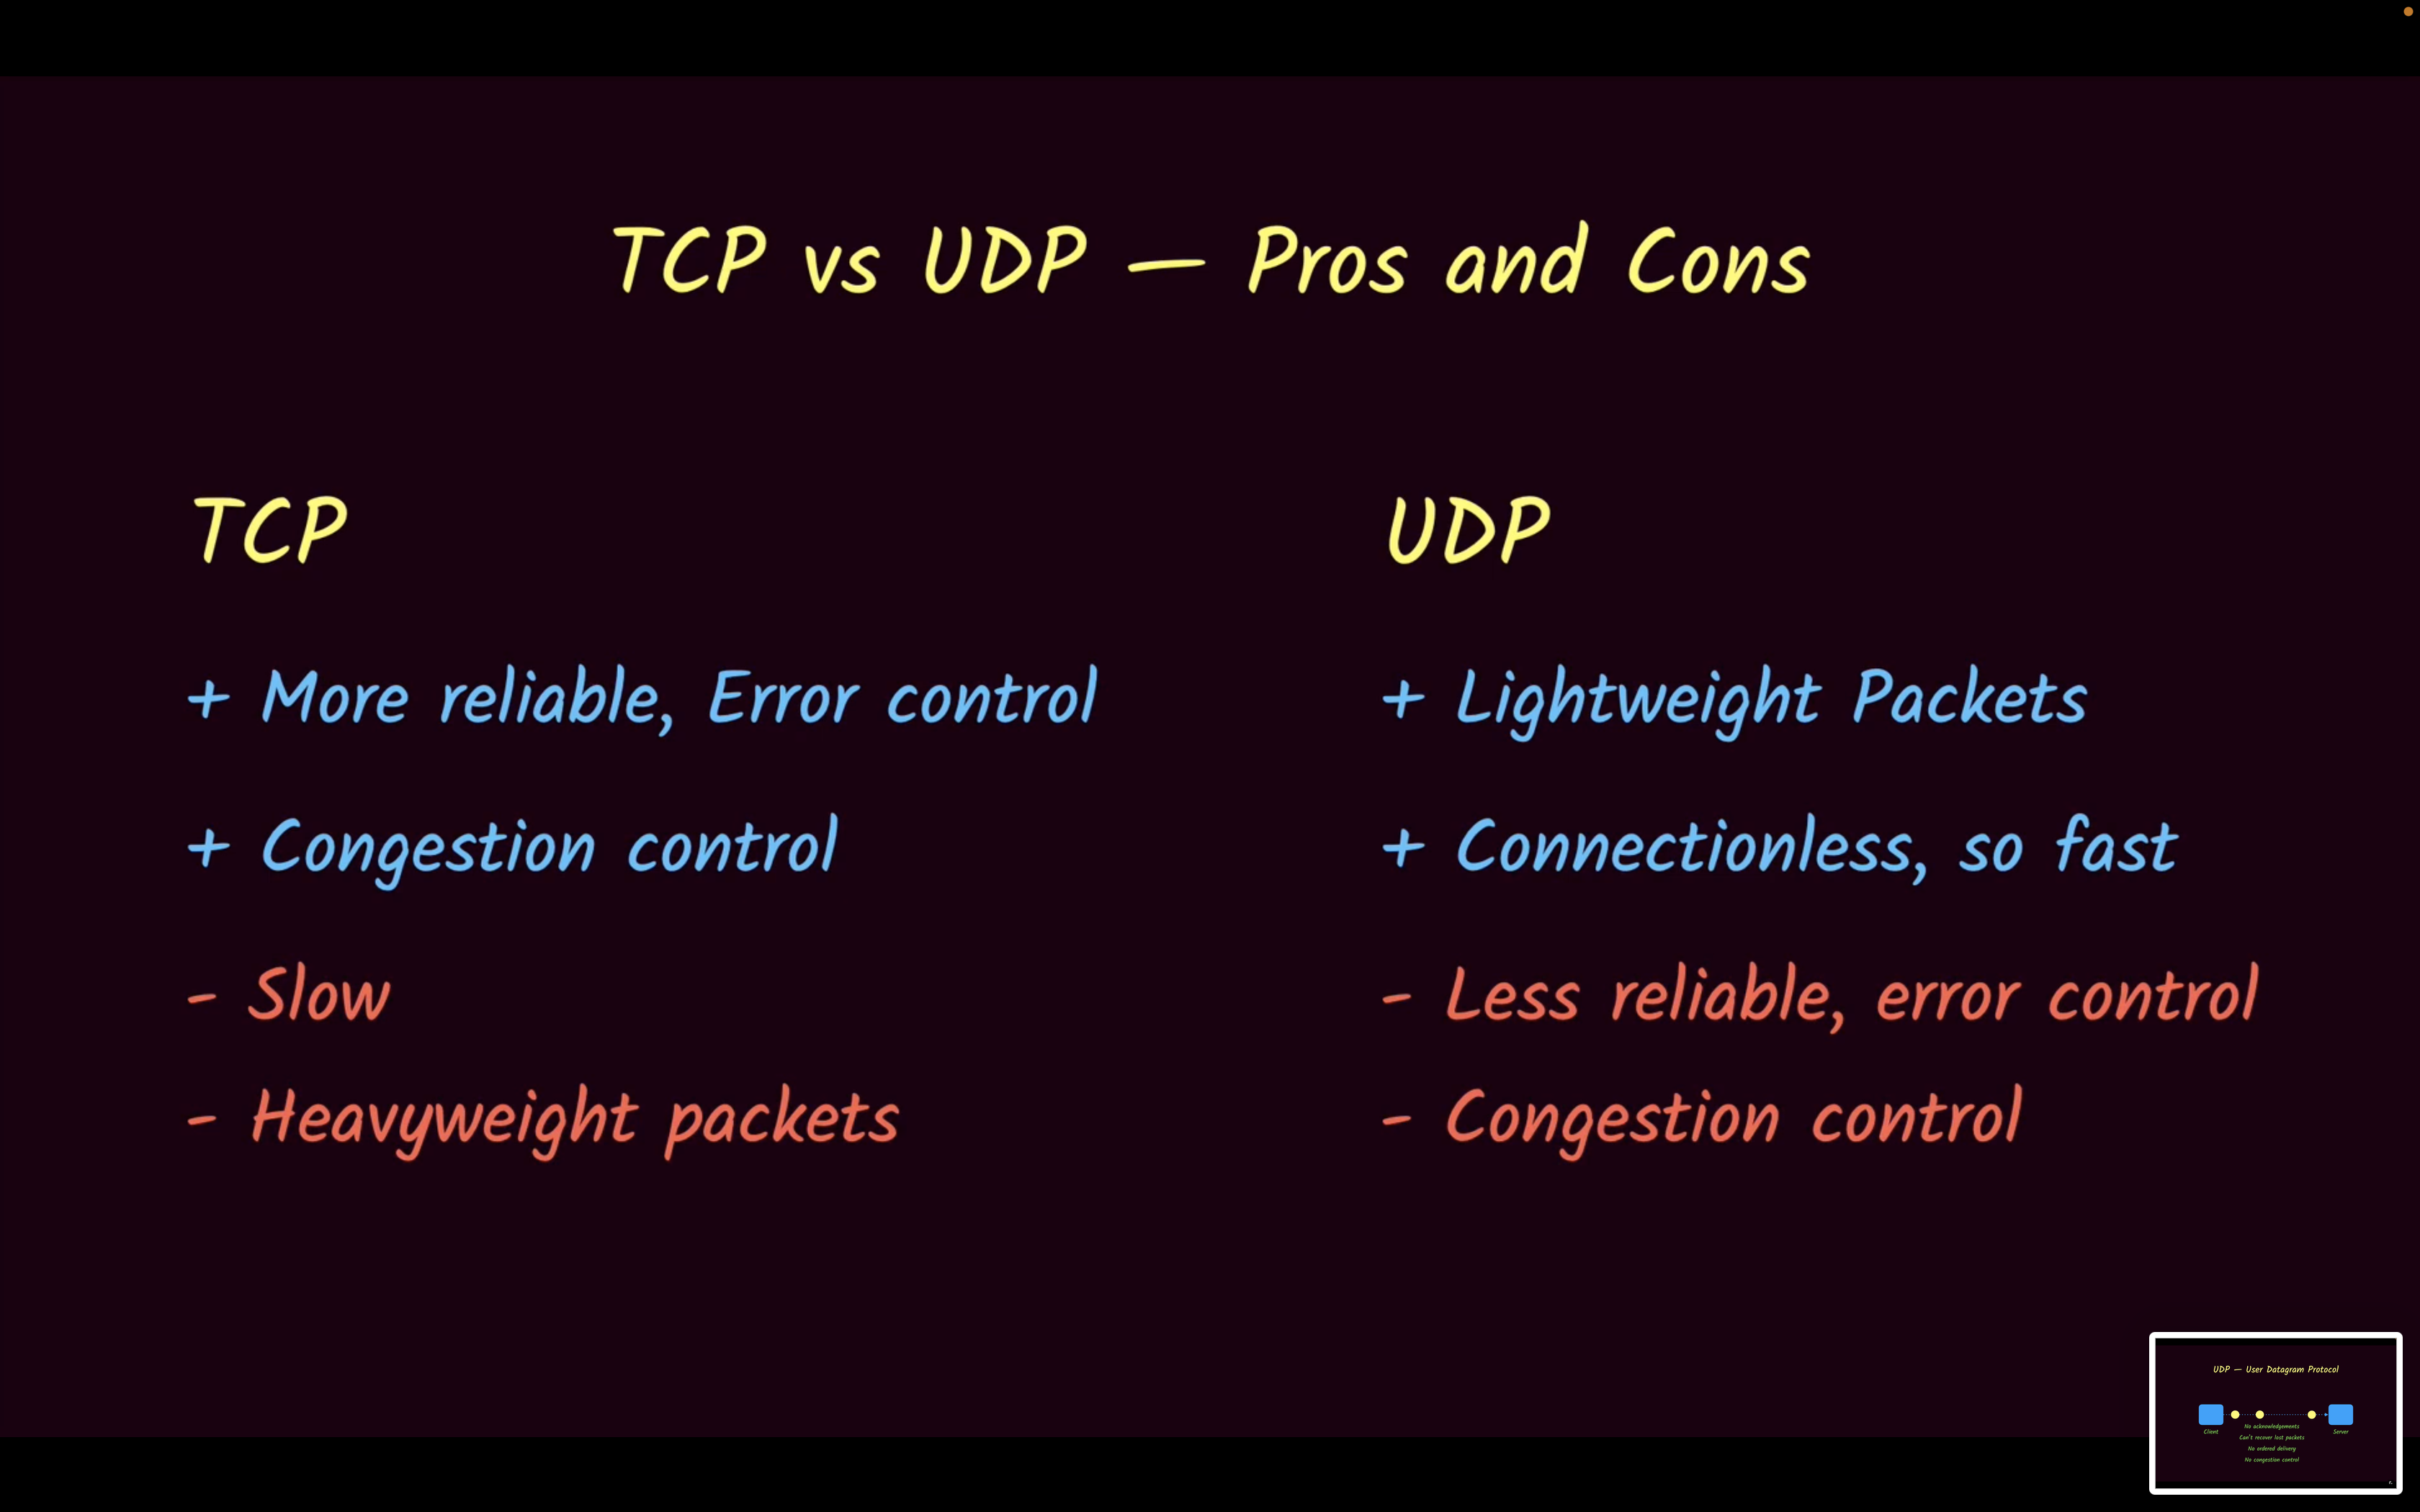 TCP vs UDP — Pros and Cons
TCP
+ More reliable, Error control
+ Congestion control
- Slow
- Heavyweight packets
UDP
+ Lightweight Packets
+ Connectionless, so fast
- Less reliable, error control
- Congestion control
UDP — User Datagram Protocol
Client
Server
No acknowledgements
Can't recover lost packets
No ordered delivery
No congestion control